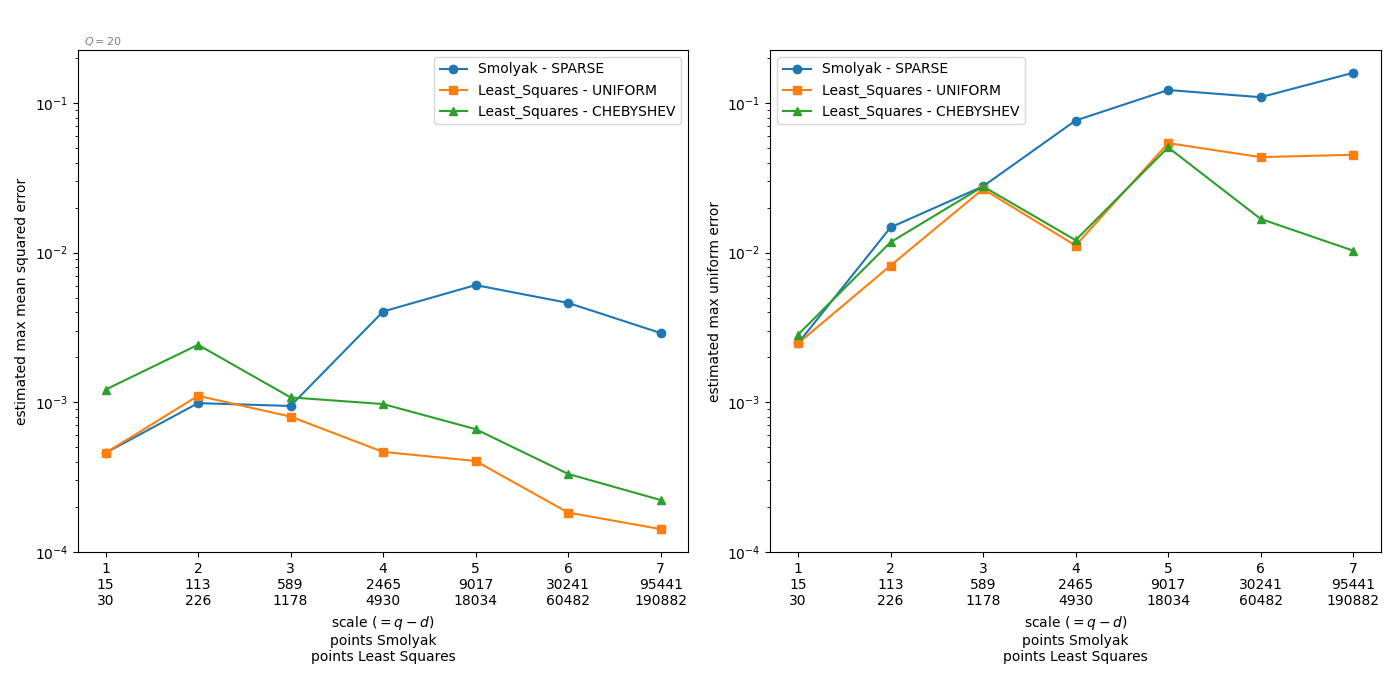 Q = 20
Smolyak - SPARSE
Least_Squares - UNIFORM
Least_Squares - CHEBYSHEV
estimated max mean squared error
10⁻¹
10⁻²
10⁻³
10⁻⁴
1 2 3 4 5 6 7
15 113 589 2465 9017 30241 95441
30 226 1178 4930 18034 60482 190882
scale (= q − d)
points Smolyak
points Least Squares
Smolyak - SPARSE
Least_Squares - UNIFORM
Least_Squares - CHEBYSHEV
estimated max uniform error
10⁻¹
10⁻²
10⁻³
10⁻⁴
1 2 3 4 5 6 7
15 113 589 2465 9017 30241 95441
30 226 1178 4930 18034 60482 190882
scale (= q − d)
points Smolyak
points Least Squares